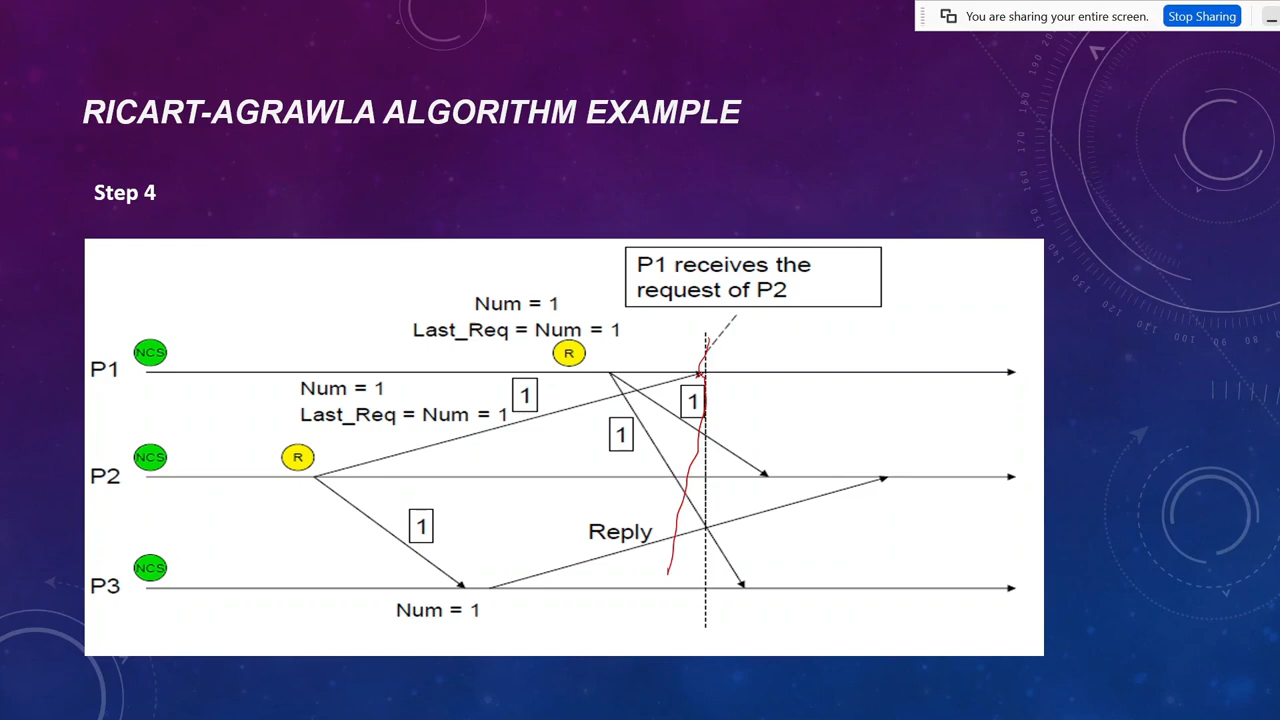 You are sharing your entire screen. Stop Sharing
RICART-AGRAWLA ALGORITHM EXAMPLE
Step 4
P1 receives the
request of P2
Num = 1
Last_Req = Num = 1
NCS
R
P1
Num = 1
1
1
Last_Req = Num = 1
1
NCS
R
P2
1
Reply
NCS
P3
Num = 1